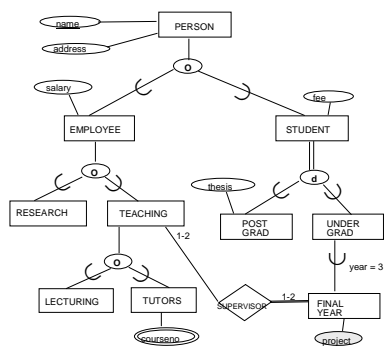 name
PERSON
address
O
salary
fee
EMPLOYEE
STUDENT
O
d
thesis
RESEARCH
TEACHING
POST
GRAD
UNDER
GRAD
1-2
O
year = 3
LECTURING
TUTORS
SUPERVISOR
1-2
FINAL
YEAR
courseno
project